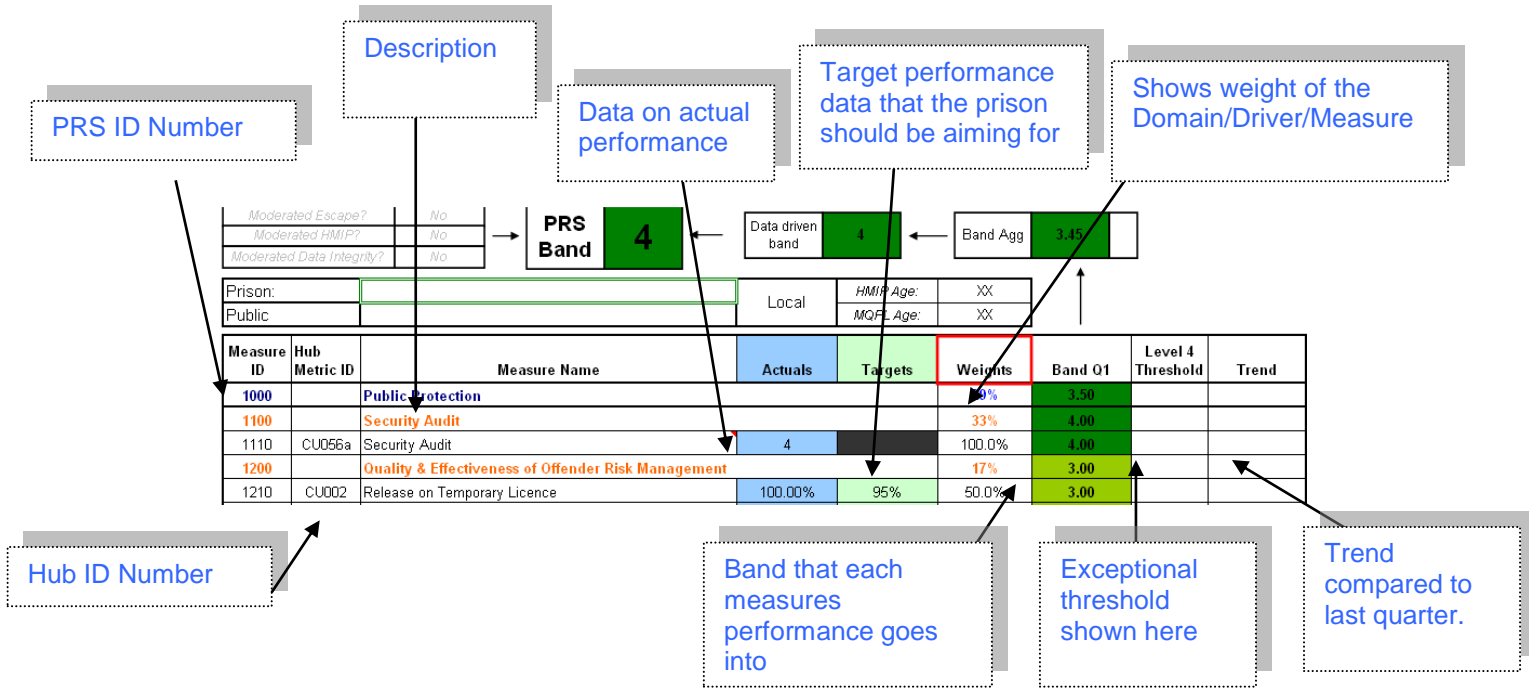 Description
PRS ID Number
Data on actual
performance
Target performance
data that the prison
should be aiming for
Shows weight of the
Domain/Driver/Measure
Moderated Escape? No
Moderated HMIP? No
Moderated Data Integrity? No
PRS
Band
4
Data driven
band
4
Band Agg
3.45
Prison:
Public
Local
HMIP Age: XX
MQPL Age: XX
Measure
ID
Hub
Metric ID
Measure Name
Actuals
Targets
Weights
Band Q1
Level 4
Threshold
Trend
1000 Public Protection 3.50
1100 Security Audit 33% 4.00
1110 CU056a Security Audit 4 100.0% 4.00
1200 Quality & Effectiveness of Offender Risk Management 17% 3.00
1210 CU002 Release on Temporary Licence 100.00% 95% 50.0% 3.00
Hub ID Number
Band that each
measures
performance goes
into
Exceptional
threshold
shown here
Trend
compared to
last quarter.